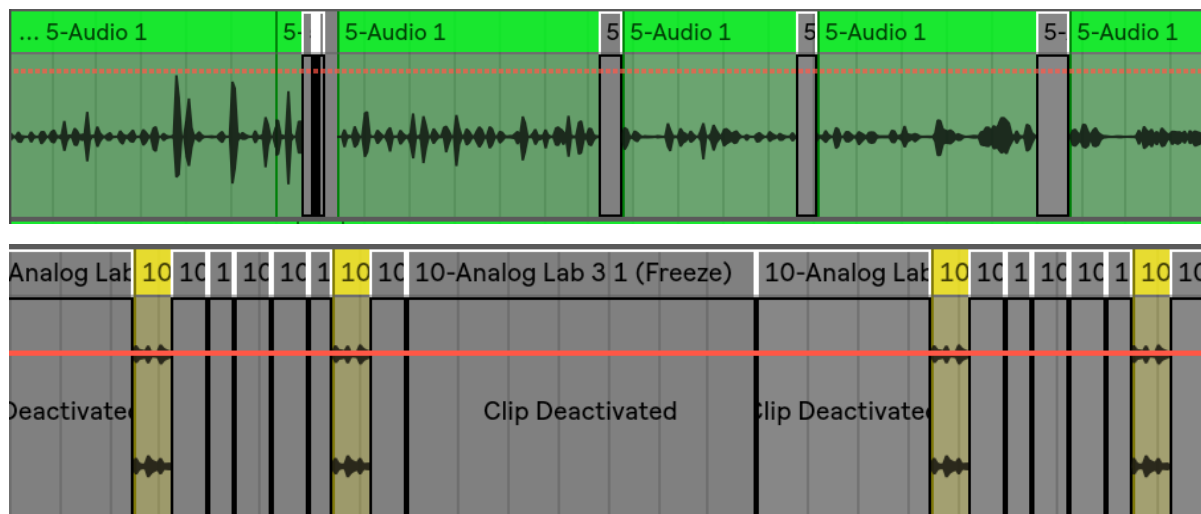 ... 5-Audio 1 5- 5-Audio 1 5 5-Audio 1 5 5-Audio 1 5- 5-Audio 1
Analog Lab 10 10 1 10 10 1 10 10 10-Analog Lab 3 1 (Freeze) 10-Analog Lab 10 10 1 10 10 1 10 10
Deactivated Clip Deactivated Clip Deactivated